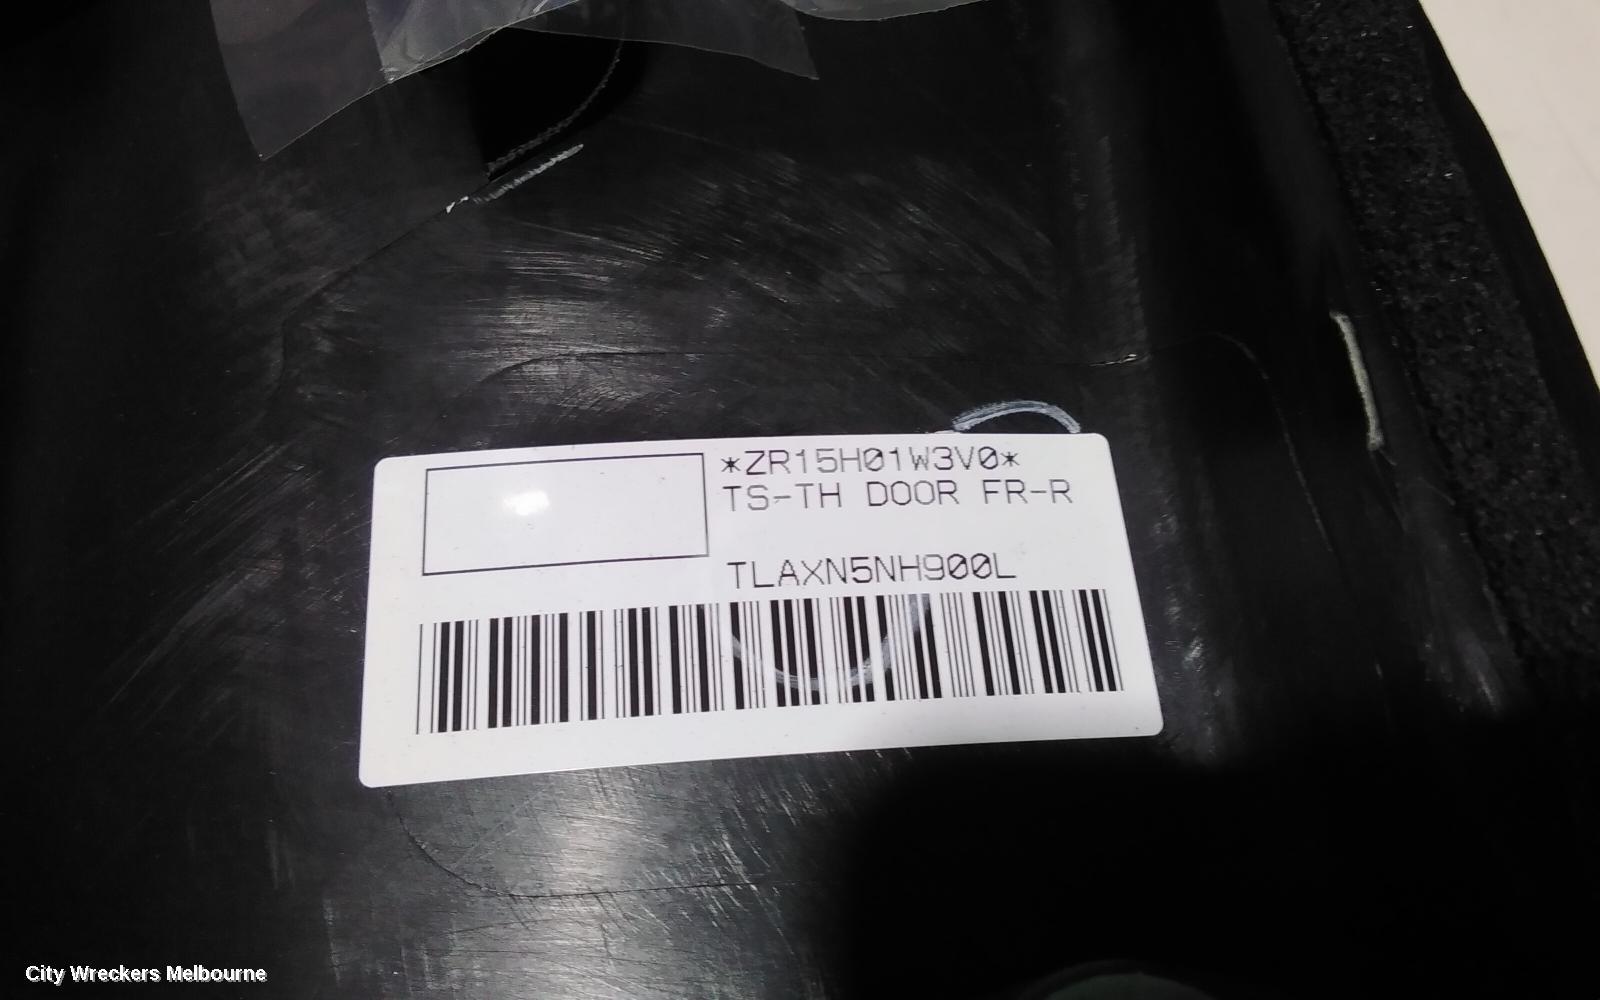 *ZR15H01W3V0*
TS-TH DOOR FR-R
TLAXN5NH900L
City Wreckers Melbourne